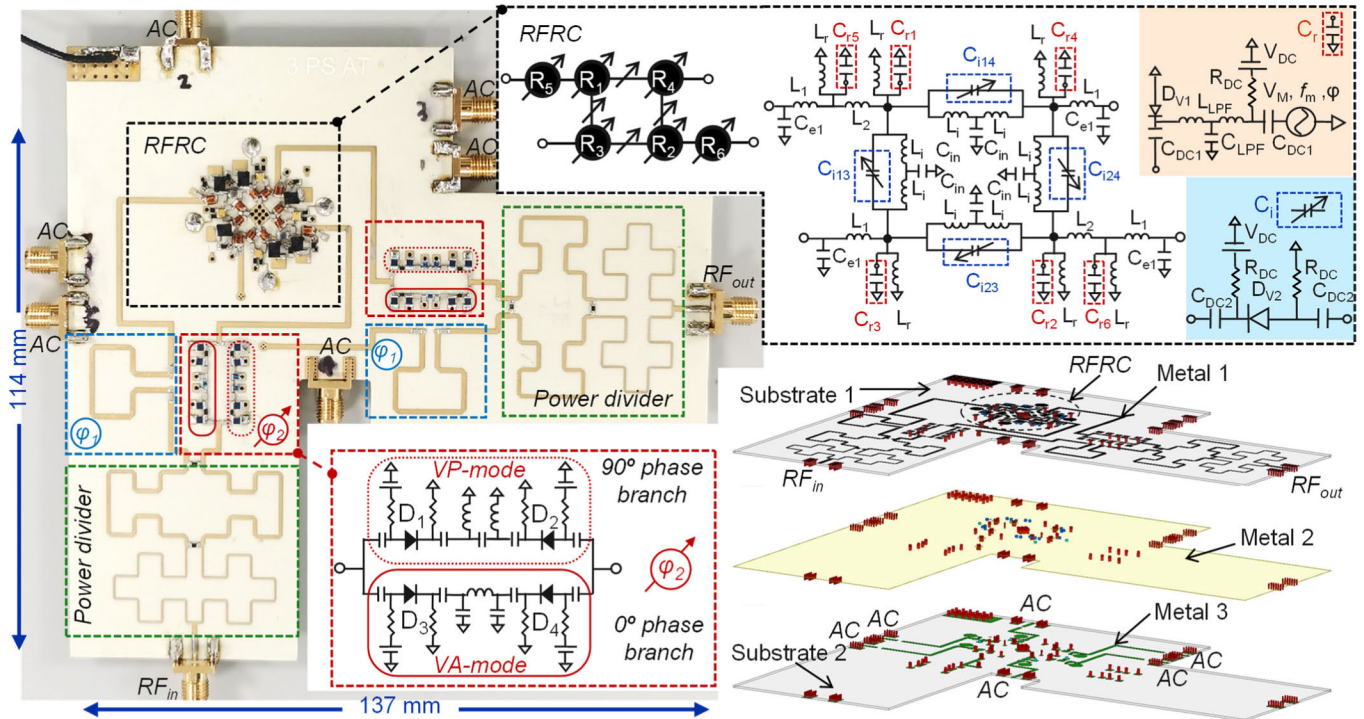 AC
2
3 PS AT
AC
AC
RFRC
AC
AC
AC
RFout
φ1
φ1
φ2
Power divider
Power divider
RFin
114 mm
137 mm
VP-mode
90º phase
branch
D1
D2
φ2
D3
D4
0º phase
branch
VA-mode
RFRC
R5
R1
R4
R3
R2
R6
Lr
Cr5
Lr
Cr1
Cr4
Lr
Ci14
L1
L2
L1
Ce1
Ce1
Li
Li
Cin
Ci13
Li
Li
Cin
Cin
Li
Li
Ci24
Cin
Li
Li
L1
L2
L1
Ce1
Ce1
Ci23
Cr3
Lr
Cr2
Lr
Cr6
Lr
Cr
VDC
RDC
VM, fm, φ
DV1
LLPF
CDC1
CLPF
CDC1
Ci
VDC
RDC
RDC
CDC2
DV2
CDC2
Substrate 1
RFRC
Metal 1
RFin
RFout
Metal 2
AC
Metal 3
AC
AC
Substrate 2
AC
AC
AC